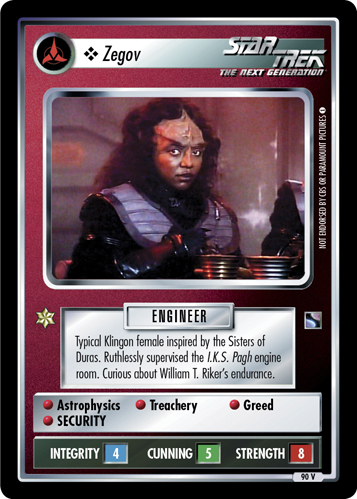 ❖ Zegov
STAR TREK
THE NEXT GENERATION
NOT ENDORSED BY CBS OR PARAMOUNT PICTURES
ENGINEER
Typical Klingon female inspired by the Sisters of
Duras. Ruthlessly supervised the I.K.S. Pagh engine
room. Curious about William T. Riker's endurance.
Astrophysics Treachery Greed
SECURITY
INTEGRITY 4 CUNNING 5 STRENGTH 8
90 V